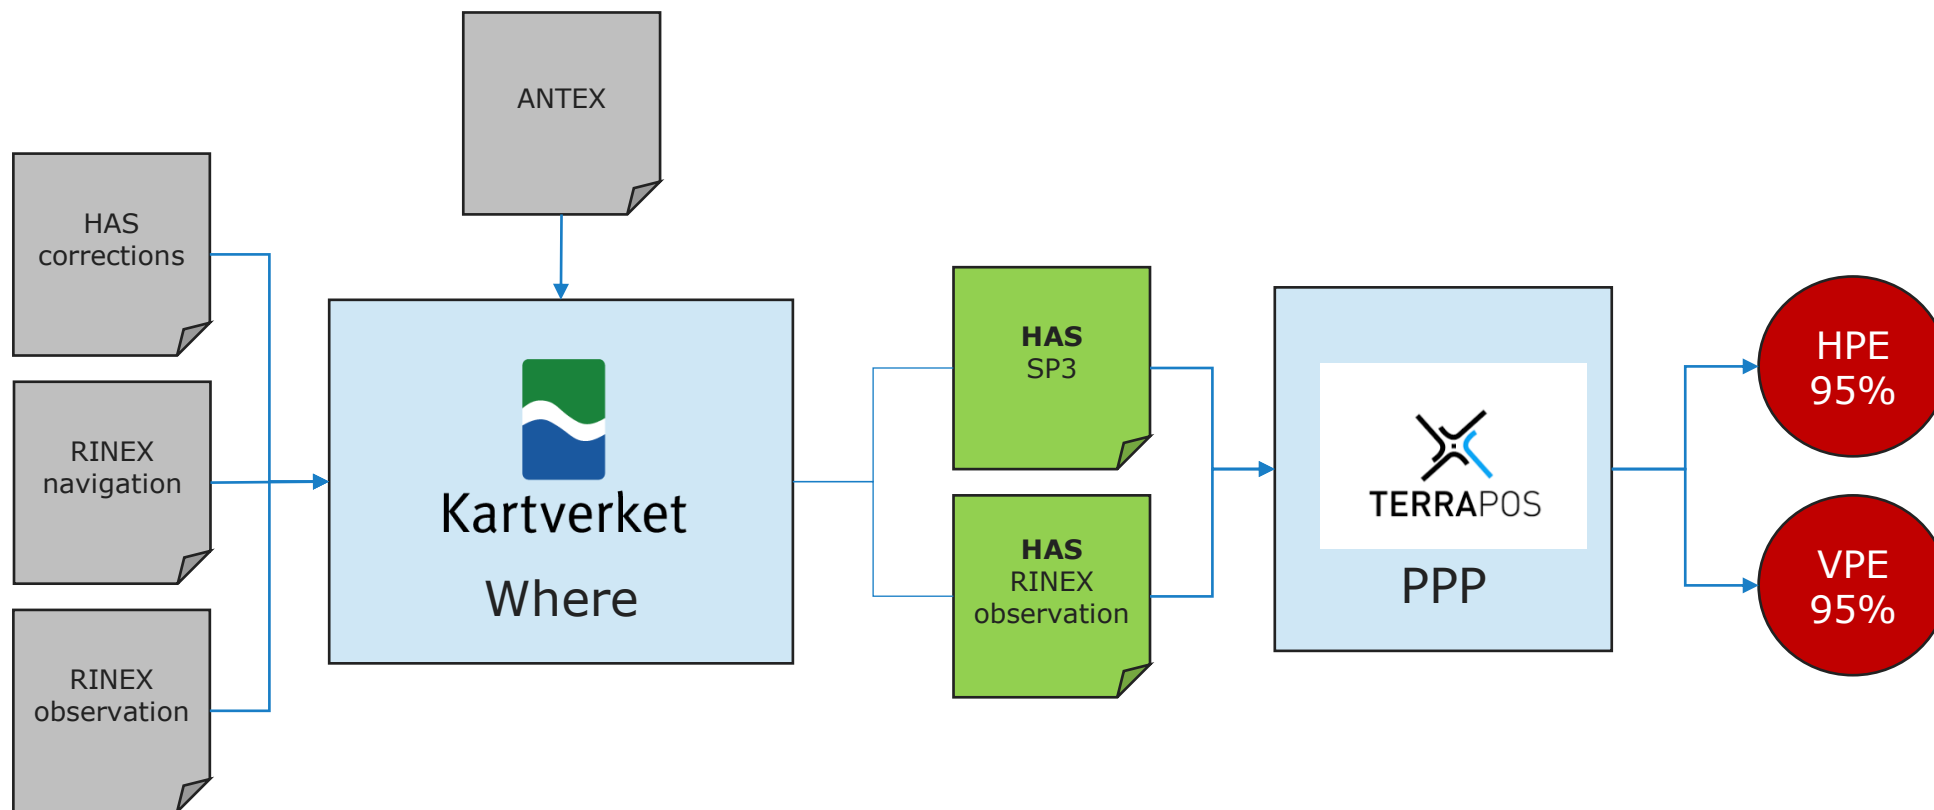 ANTEX
HAS
corrections
RINEX
navigation
RINEX
observation
Kartverket
Where
HAS
SP3
HAS
RINEX
observation
TERRAPOS
PPP
HPE
95%
VPE
95%